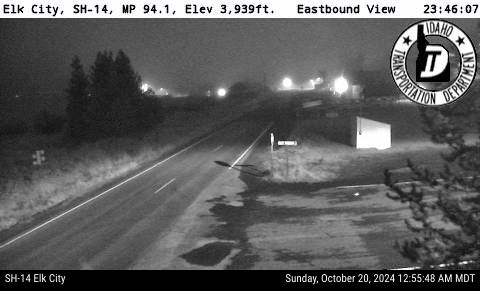 Elk City, SH-14, MP 94.1, Elev 3,939ft. Eastbound View 23:46:07
IDAHO
TRANSPORTATION DEPARTMENT
SH-14 Elk City Sunday, October 20, 2024 12:55:48 AM MDT